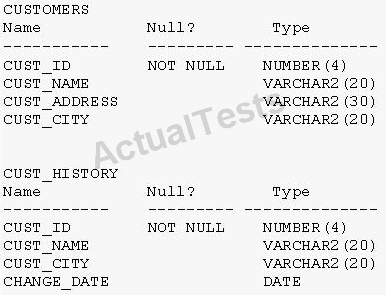 CUSTOMERS
Name Null? Type
----------- --------- -------------
CUST_ID NOT NULL NUMBER(4)
CUST_NAME VARCHAR2(20)
CUST_ADDRESS VARCHAR2(30)
CUST_CITY VARCHAR2(20)
ActualTests
CUST_HISTORY
Name Null? Type
----------- --------- -------------
CUST_ID NOT NULL NUMBER(4)
CUST_NAME VARCHAR2(20)
CUST_CITY VARCHAR2(20)
CHANGE_DATE DATE